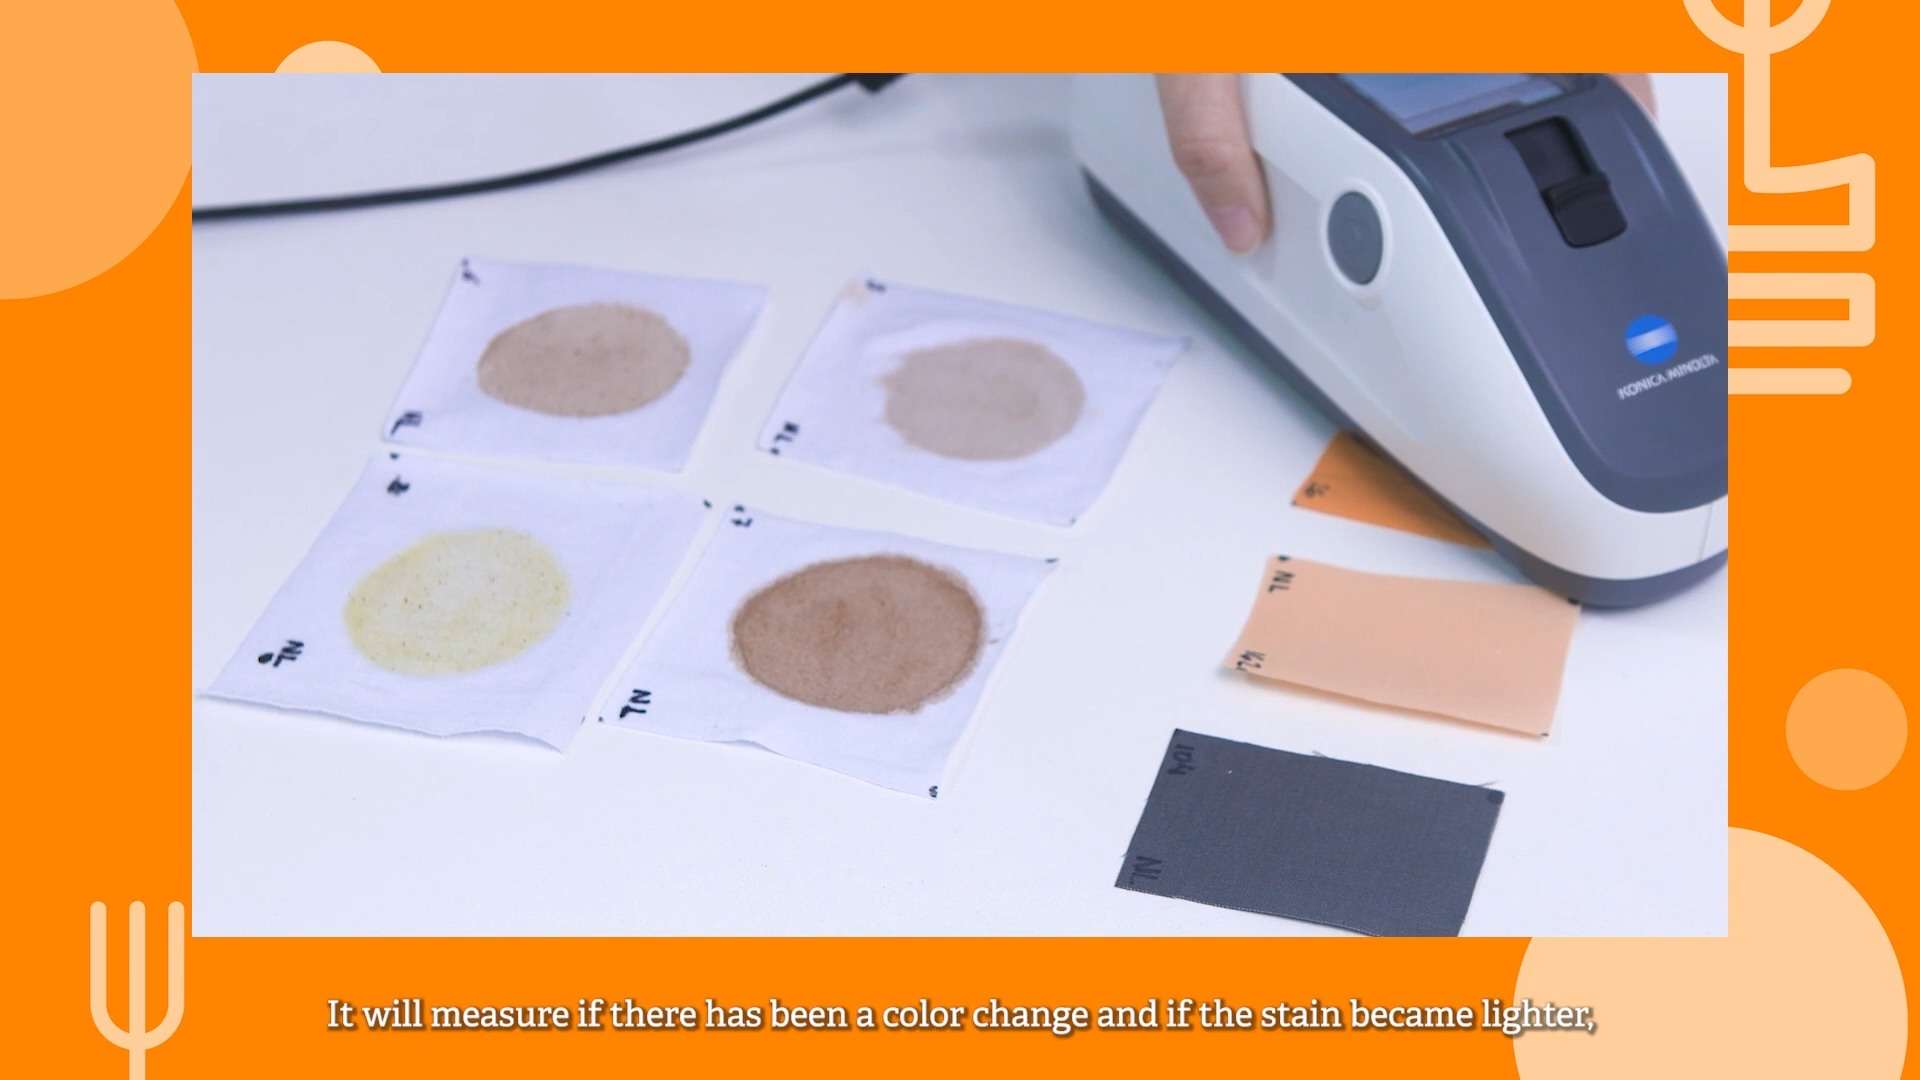 KONICA MINOLTA
NL
NL
NL
NL
NL
NL
It will measure if there has been a color change and if the stain became lighter,